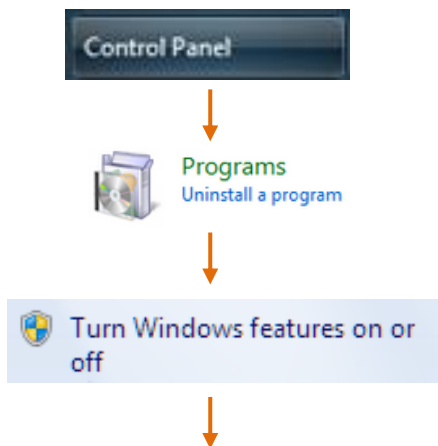 Control Panel
Programs
Uninstall a program
Turn Windows features on or
off